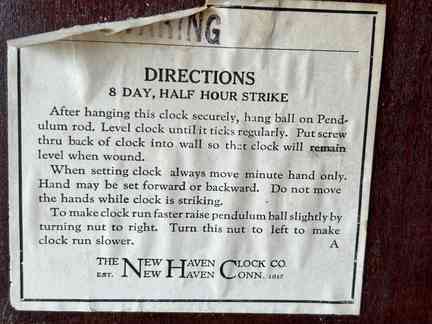 DIRECTIONS
8 DAY, HALF HOUR STRIKE
After hanging this clock securely, hang ball on Pend-
ulum rod. Level clock until it ticks regularly. Put screw
thru back of clock into wall so that clock will remain
level when wound.
When setting clock always move minute hand only.
Hand may be set forward or backward. Do not move
the hands while clock is striking.
To make clock run faster raise pendulum ball slightly by
turning nut to right. Turn this nut to left to make
clock run slower. A
THE NEW HAVEN CLOCK CO.
EST. NEW HAVEN CONN. 1817